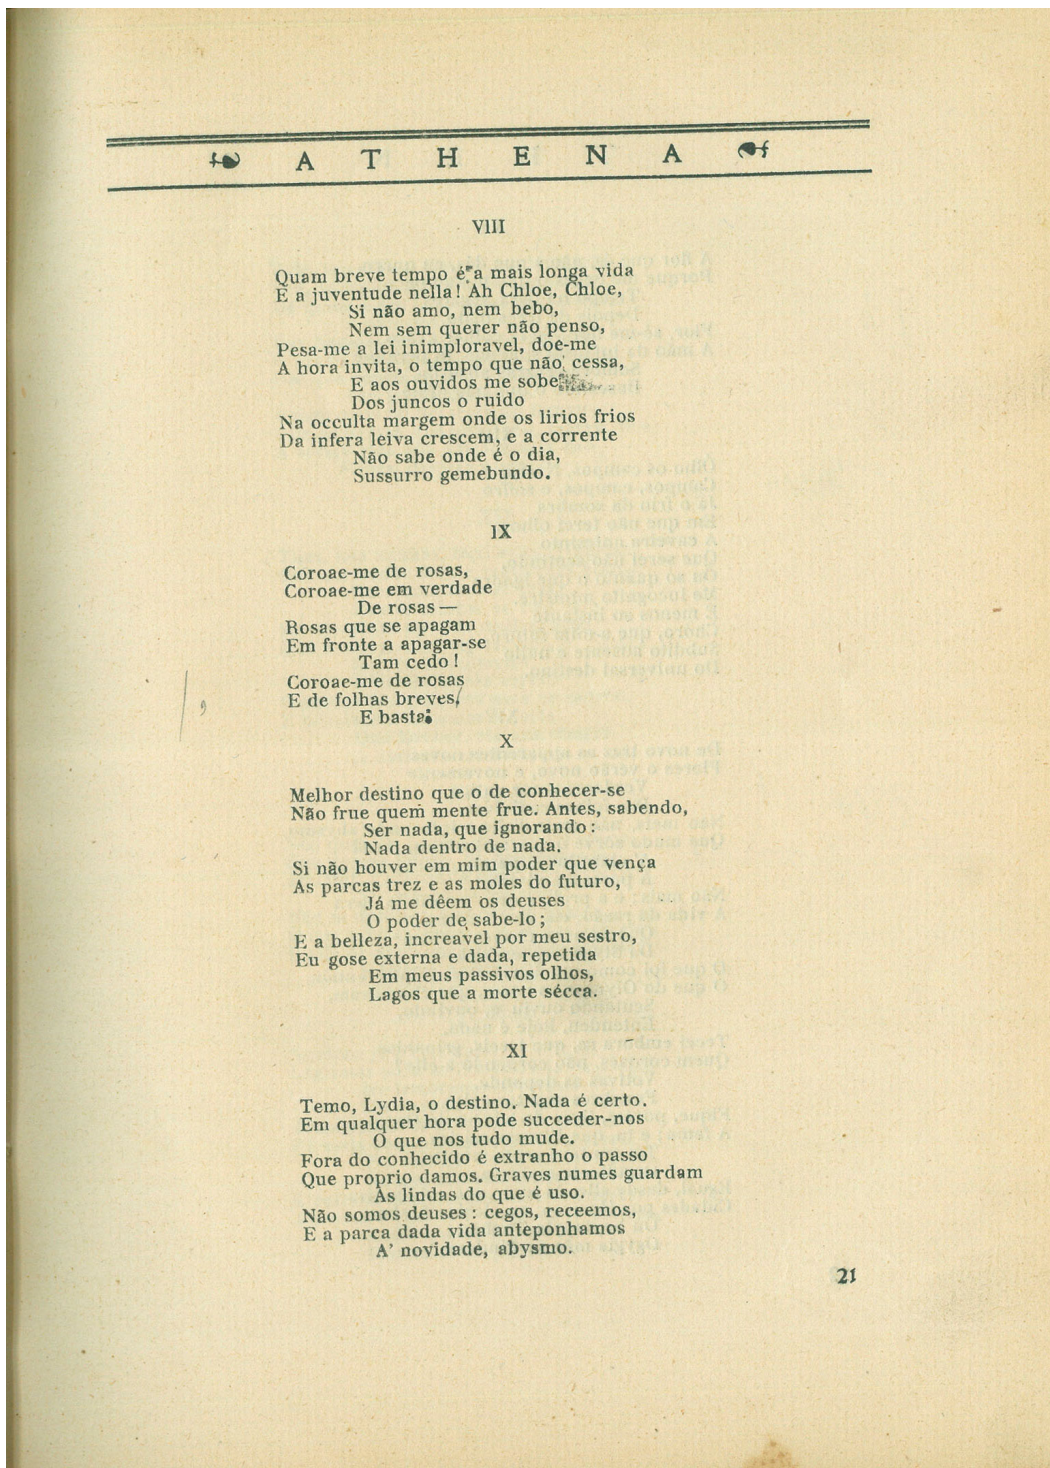 ATHENA
VIII
Quam breve tempo é a mais longa vida
E a juventude nella! Ah Chloe, Chloe,
Si não amo, nem bebo,
Nem sem querer não penso,
Pesa-me a lei inimploravel, doe-me
A hora invita, o tempo que não cessa,
E aos ouvidos me sobe
Dos juncos o ruido
Na occulta margem onde os lirios frios
Da infera leiva crescem, e a corrente
Não sabe onde é o dia,
Sussurro gemebundo.
IX
Coroae-me de rosas,
Coroae-me em verdade
De rosas —
Rosas que se apagam
Em fronte a apagar-se
Tam cedo!
Coroae-me de rosas
E de folhas breves,
E basta.
X
Melhor destino que o de conhecer-se
Não frue quem mente frue. Antes, sabendo,
Ser nada, que ignorando:
Nada dentro de nada.
Si não houver em mim poder que vença
As parcas trez e as moles do futuro,
Já me dêem os deuses
O poder de sabe-lo;
E a belleza, increavel por meu sestro,
Eu gose externa e dada, repetida
Em meus passivos olhos,
Lagos que a morte sécca.
XI
Temo, Lydia, o destino. Nada é certo.
Em qualquer hora pode succeder-nos
O que nos tudo mude.
Fora do conhecido é extranho o passo
Que proprio damos. Graves numes guardam
As lindas do que é uso.
Não somos deuses: cegos, receemos,
E a parca dada vida anteponhamos
A' novidade, abysmo.
21